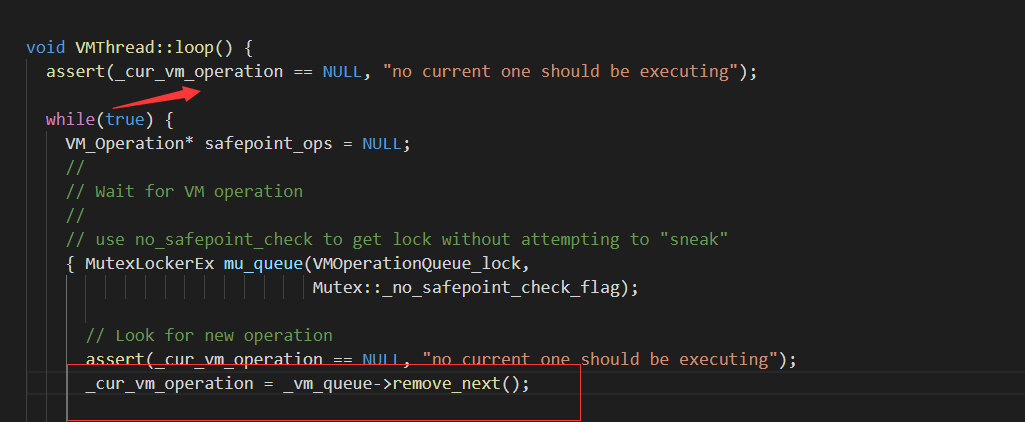 void VMThread::loop() {
assert(_cur_vm_operation == NULL, "no current one should be executing");
while(true) {
VM_Operation* safepoint_ops = NULL;
//
// Wait for VM operation
//
// use no_safepoint_check to get lock without attempting to "sneak"
{ MutexLockerEx mu_queue(VMOperationQueue_lock,
Mutex::_no_safepoint_check_flag);
// Look for new operation
assert(_cur_vm_operation == NULL, "no current one should be executing");
_cur_vm_operation = _vm_queue->remove_next();